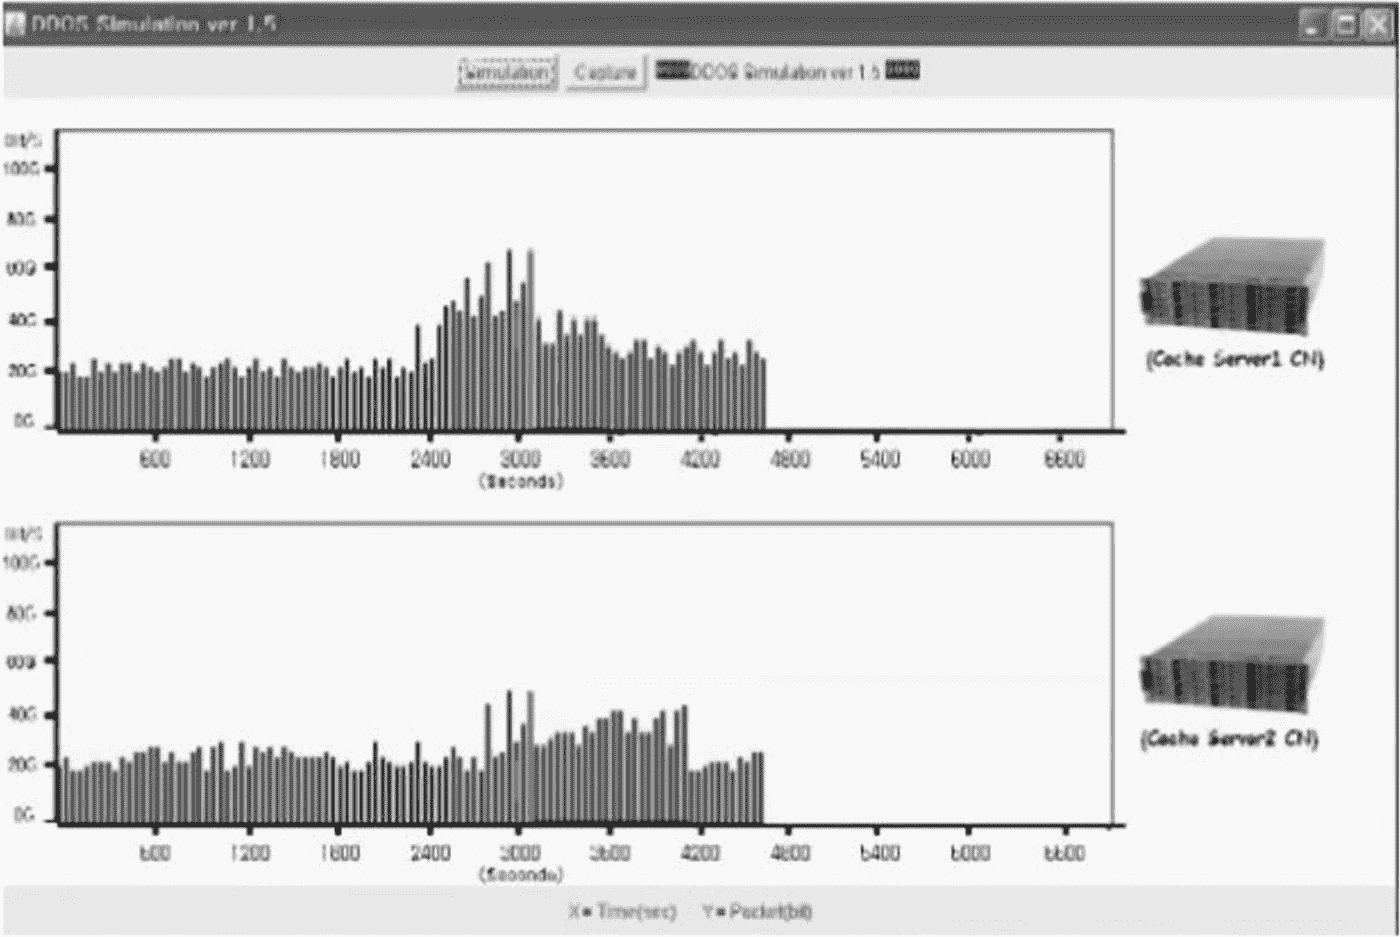 DDOS Simulation ver 1.5
Simulation Capture DDOS Simulation ver 1.5
Bit/S
100G
80G
60G
40G
20G
0G
600 1200 1800 2400 3000 3600 4200 4800 5400 6000 6600
(Seconds)
(Cache Server1 CN)
Bit/S
100G
80G
60G
40G
20G
0G
600 1200 1800 2400 3000 3600 4200 4800 5400 6000 6600
(Seconds)
(Cache Server2 CN)
X= Time(sec) Y= Packet(bit)